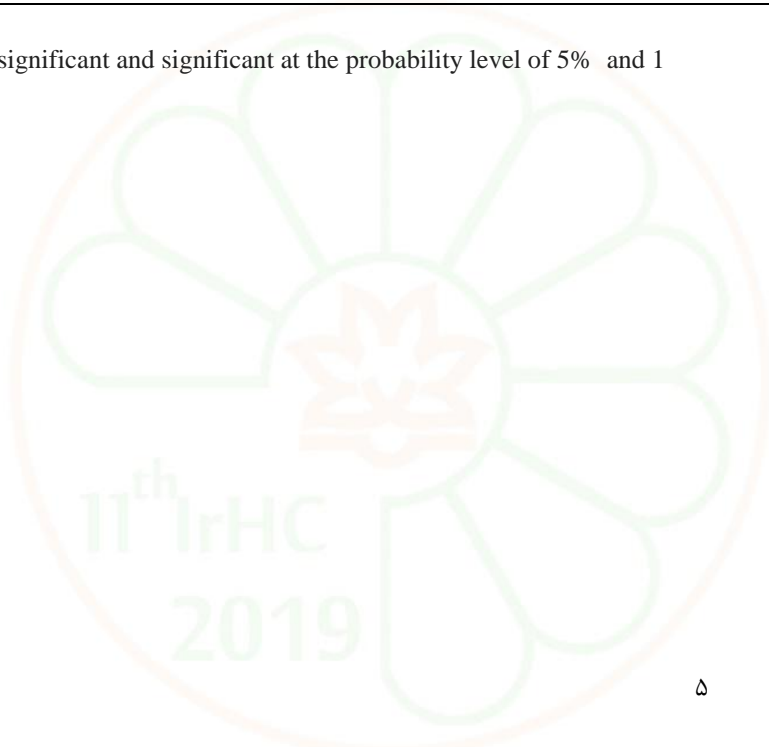 significant and significant at the probability level of 5% and 1
11th IrHC
2019
۵